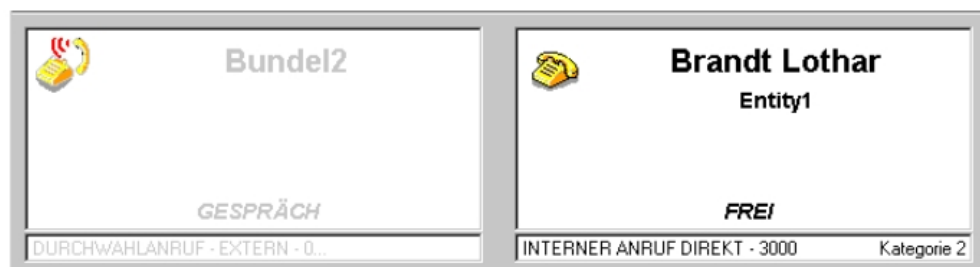 Bundel2
GESPRÄCH
DURCHWAHLANRUF - EXTERN - 0...
Brandt Lothar
Entity1
FREI
INTERNER ANRUF DIREKT - 3000 Kategorie 2